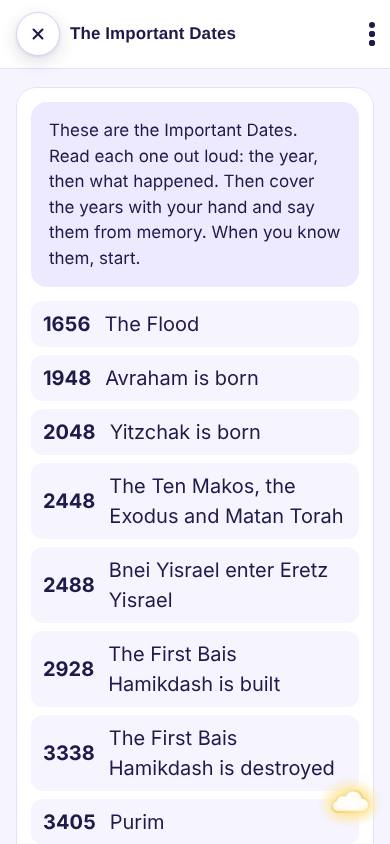 The Important Dates
These are the Important Dates.
Read each one out loud: the year,
then what happened. Then cover
the years with your hand and say
them from memory. When you know
them, start.
1656 The Flood
1948 Avraham is born
2048 Yitzchak is born
2448 The Ten Makos, the
Exodus and Matan Torah
2488 Bnei Yisrael enter Eretz
Yisrael
2928 The First Bais
Hamikdash is built
3338 The First Bais
Hamikdash is destroyed
3405 Purim